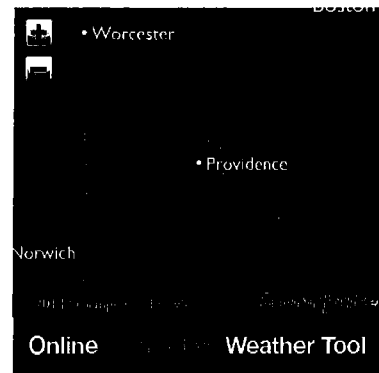 Boston
Worcester
Providence
Norwich
Online
Weather Tool